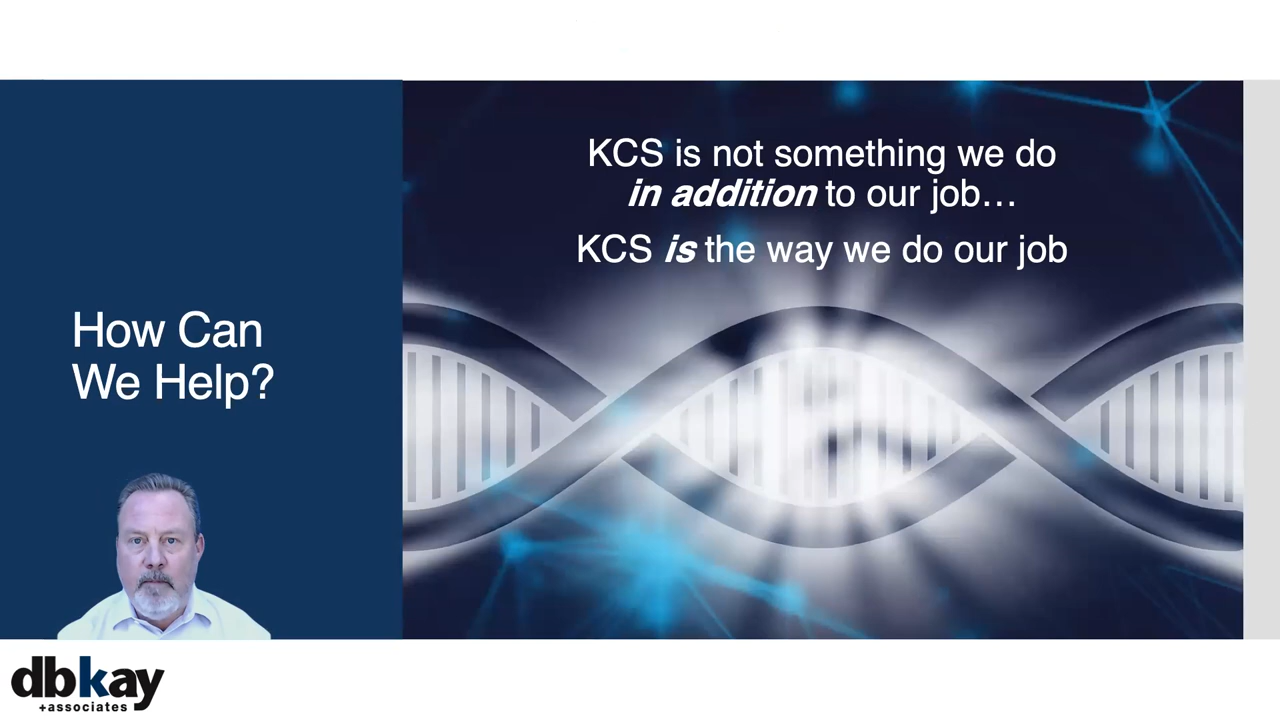 KCS is not something we do
in addition to our job…
KCS is the way we do our job
How Can
We Help?
dbkay
+associates